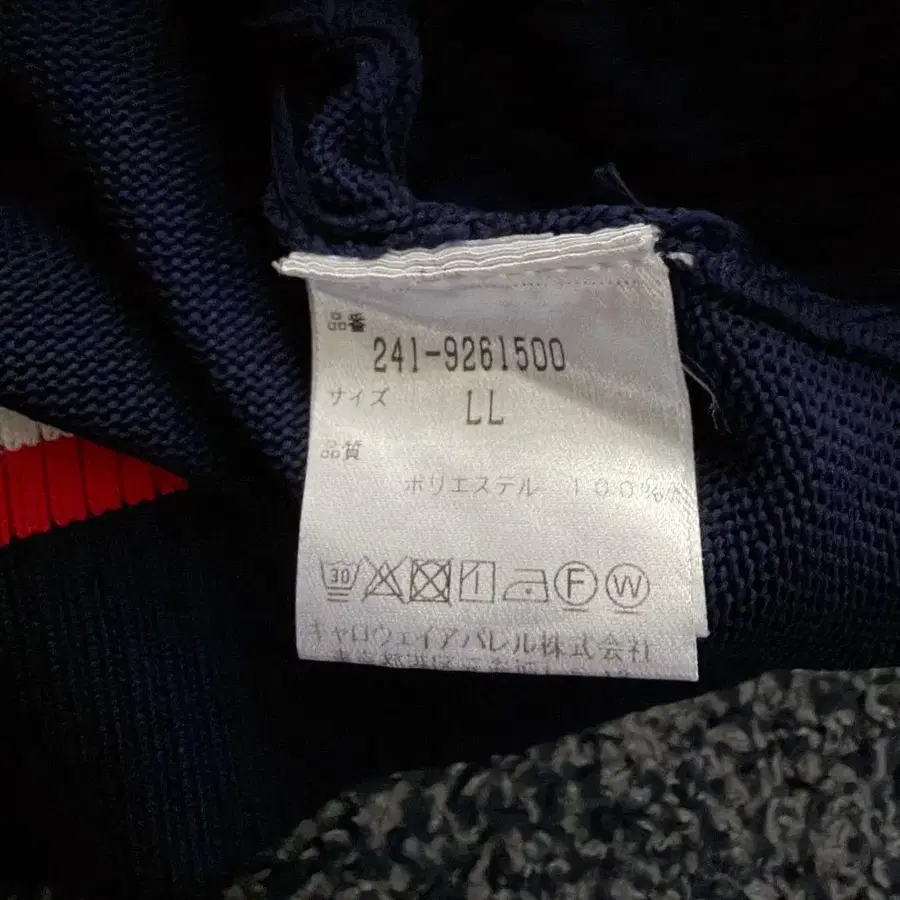 品番
241-9261500
サイズ LL
品質
ポリエステル 100%
30 F W
キャロウェイアパレル株式会社